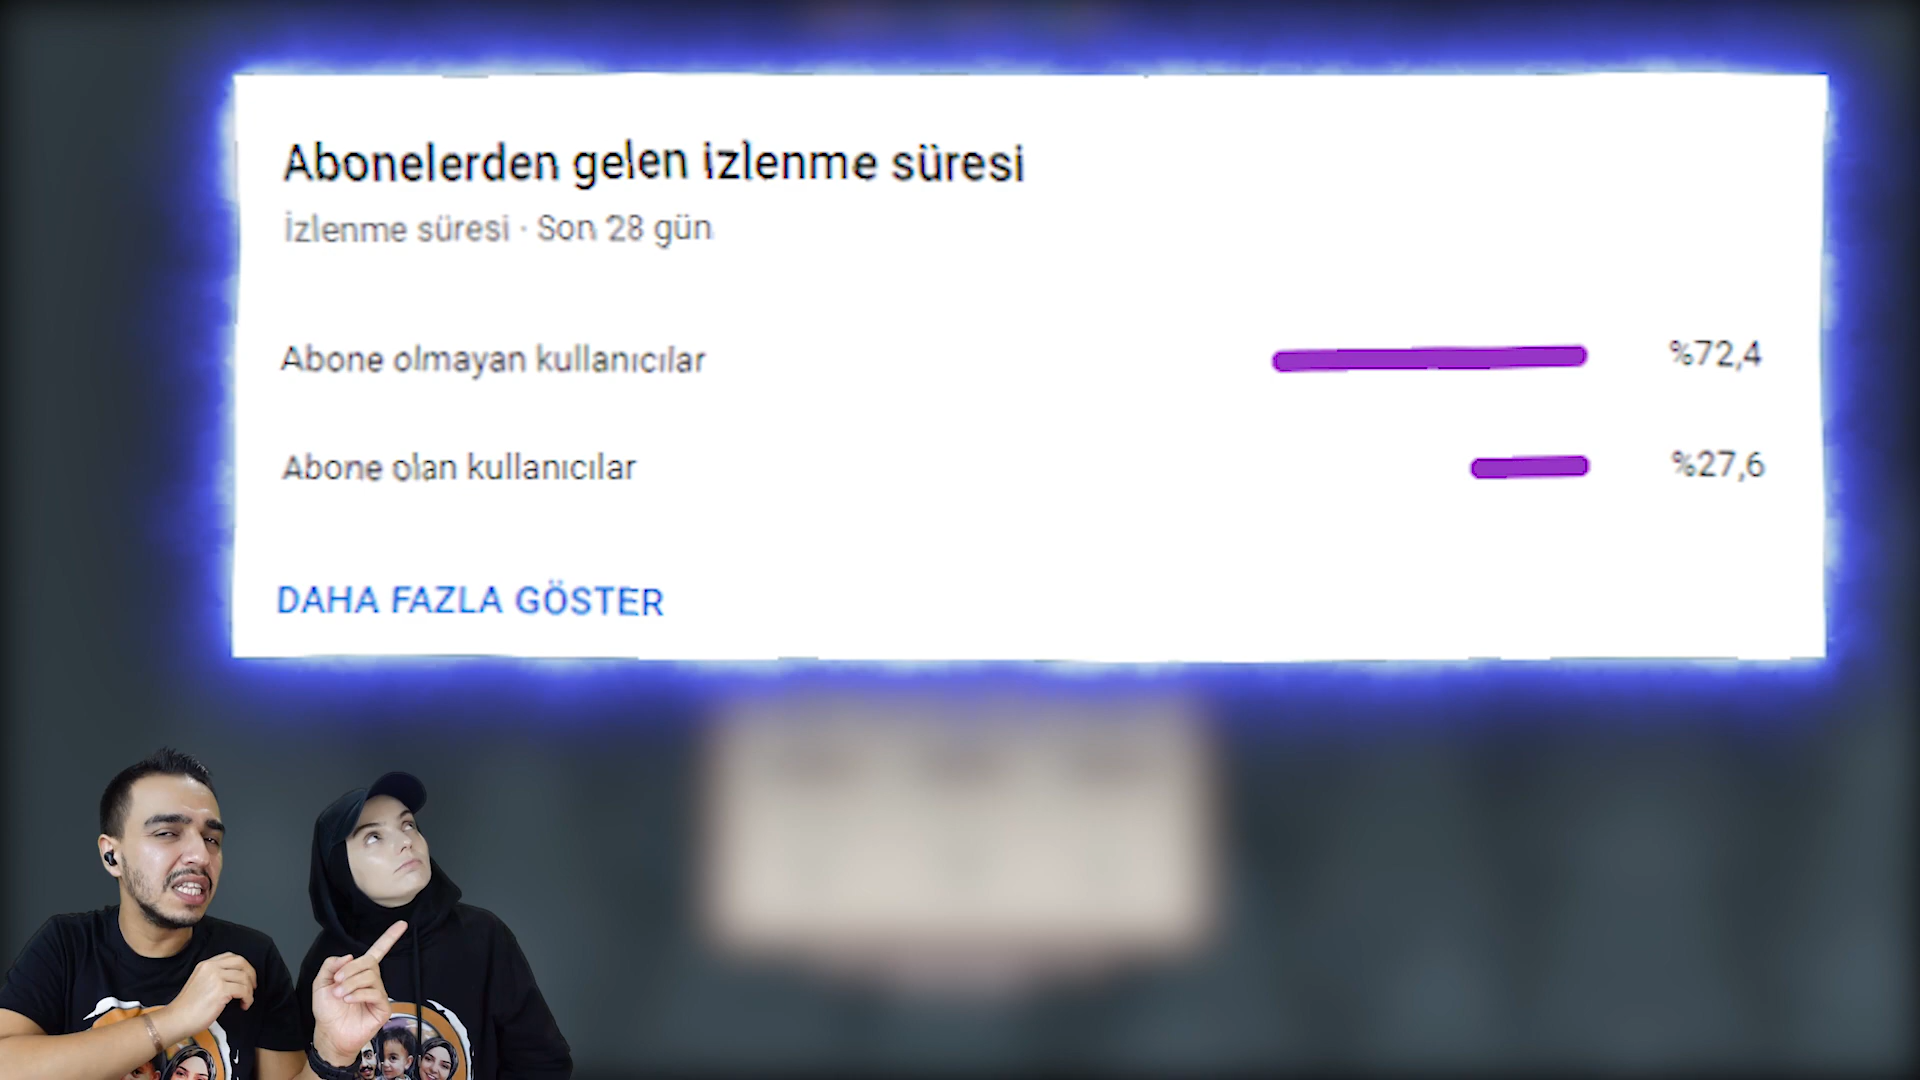 Abonelerden gelen izlenme süresi
İzlenme süresi · Son 28 gün
Abone olmayan kullanıcılar %72,4
Abone olan kullanıcılar %27,6
DAHA FAZLA GÖSTER